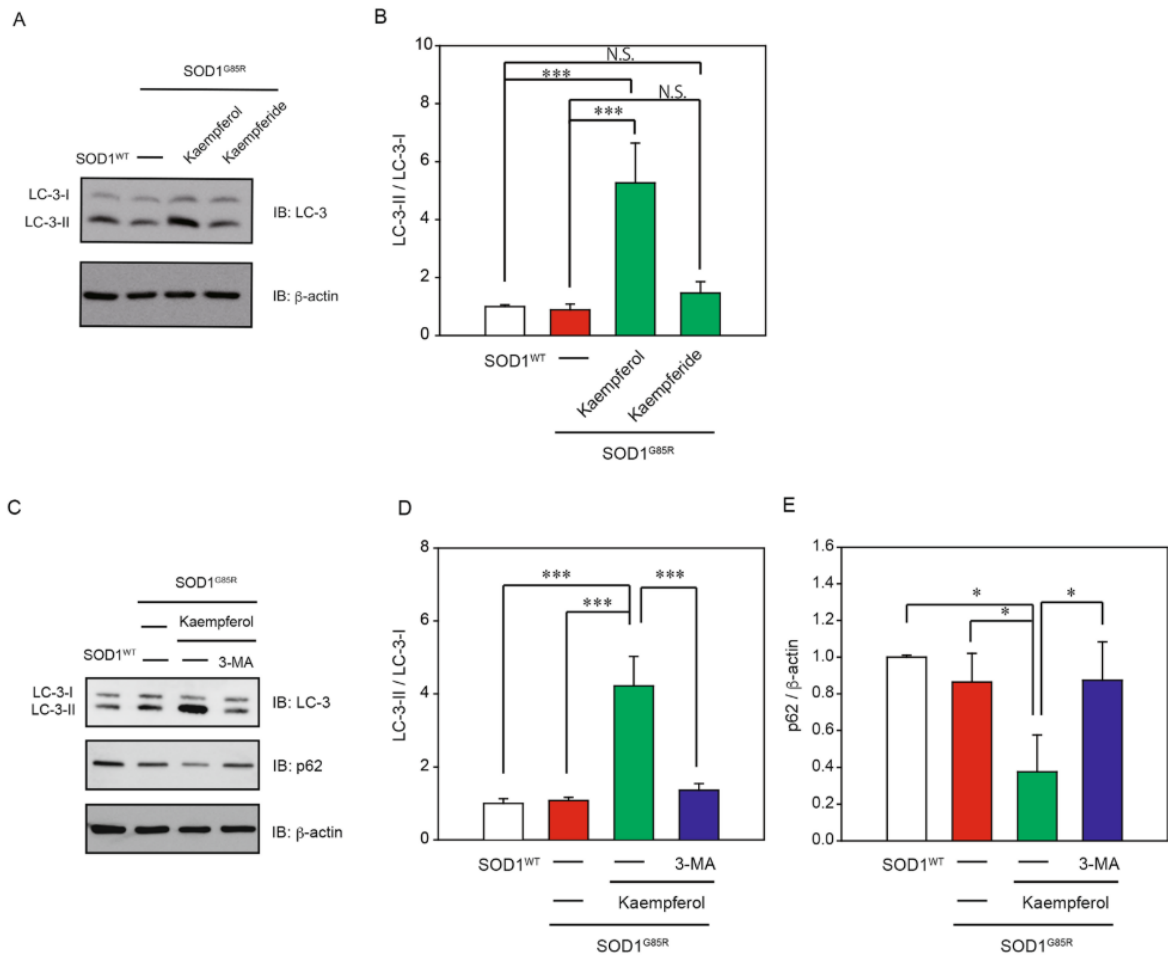 A
SOD1G85R
SOD1WT
—
Kaempferol
Kaempferide
LC-3-I
LC-3-II
IB: LC-3
IB: β-actin
B
LC-3-II / LC-3-I
10
8
6
4
2
0
N.S.
***
N.S.
***
SOD1WT
—
Kaempferol
Kaempferide
SOD1G85R
C
SOD1G85R
— Kaempferol
SOD1WT — — 3-MA
LC-3-I
LC-3-II
IB: LC-3
IB: p62
IB: β-actin
D
LC-3-II / LC-3-I
8
6
4
2
0
*** ***
***
SOD1WT — — 3-MA
— Kaempferol
SOD1G85R
E
p62 / β-actin
1.6
1.4
1.2
1.0
0.8
0.6
0.4
0.2
0.0
* *
*
SOD1WT — — 3-MA
— Kaempferol
SOD1G85R